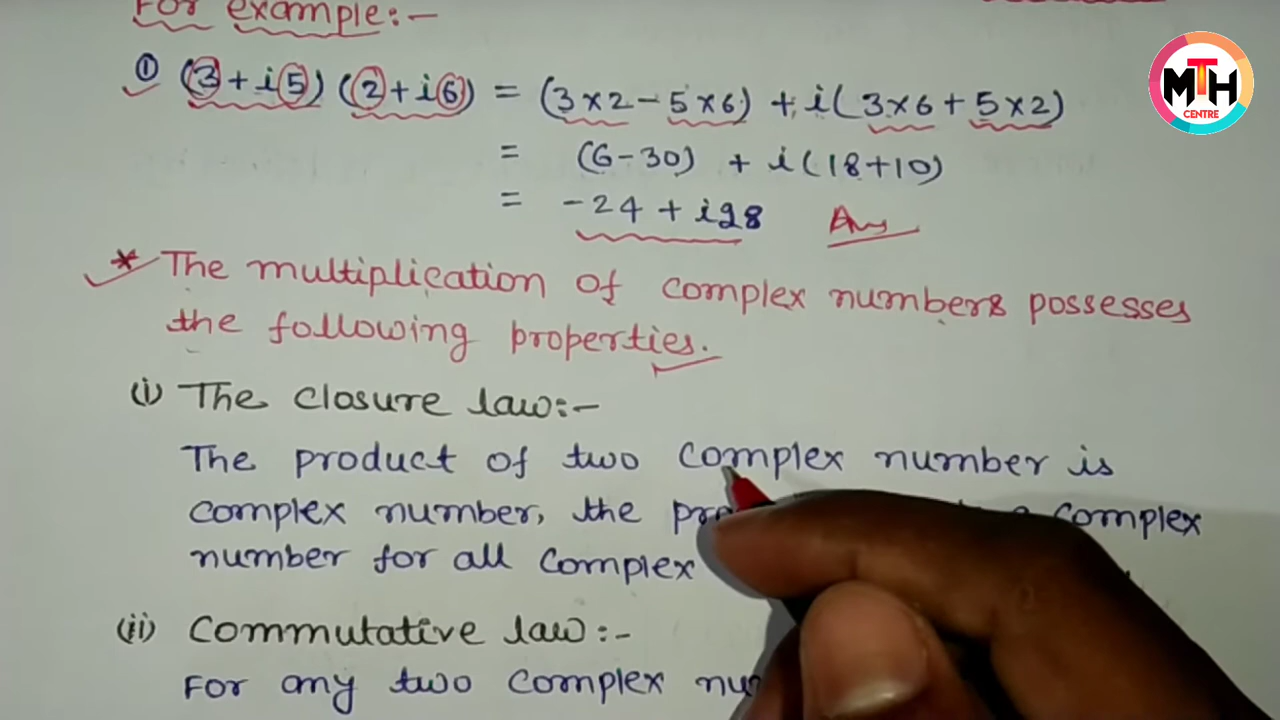 For example:-
① (3+i5) (2+i6) = (3×2-5×6) + i(3×6+5×2)
= (6-30) + i(18+10)
= -24 + i28 Ans
* The multiplication of complex numbers possesses
the following properties.
(i) The closure law:-
The product of two complex number is
complex number, the complex
number for all complex
(ii) Commutative law:-
For any two complex
MTH
CENTRE